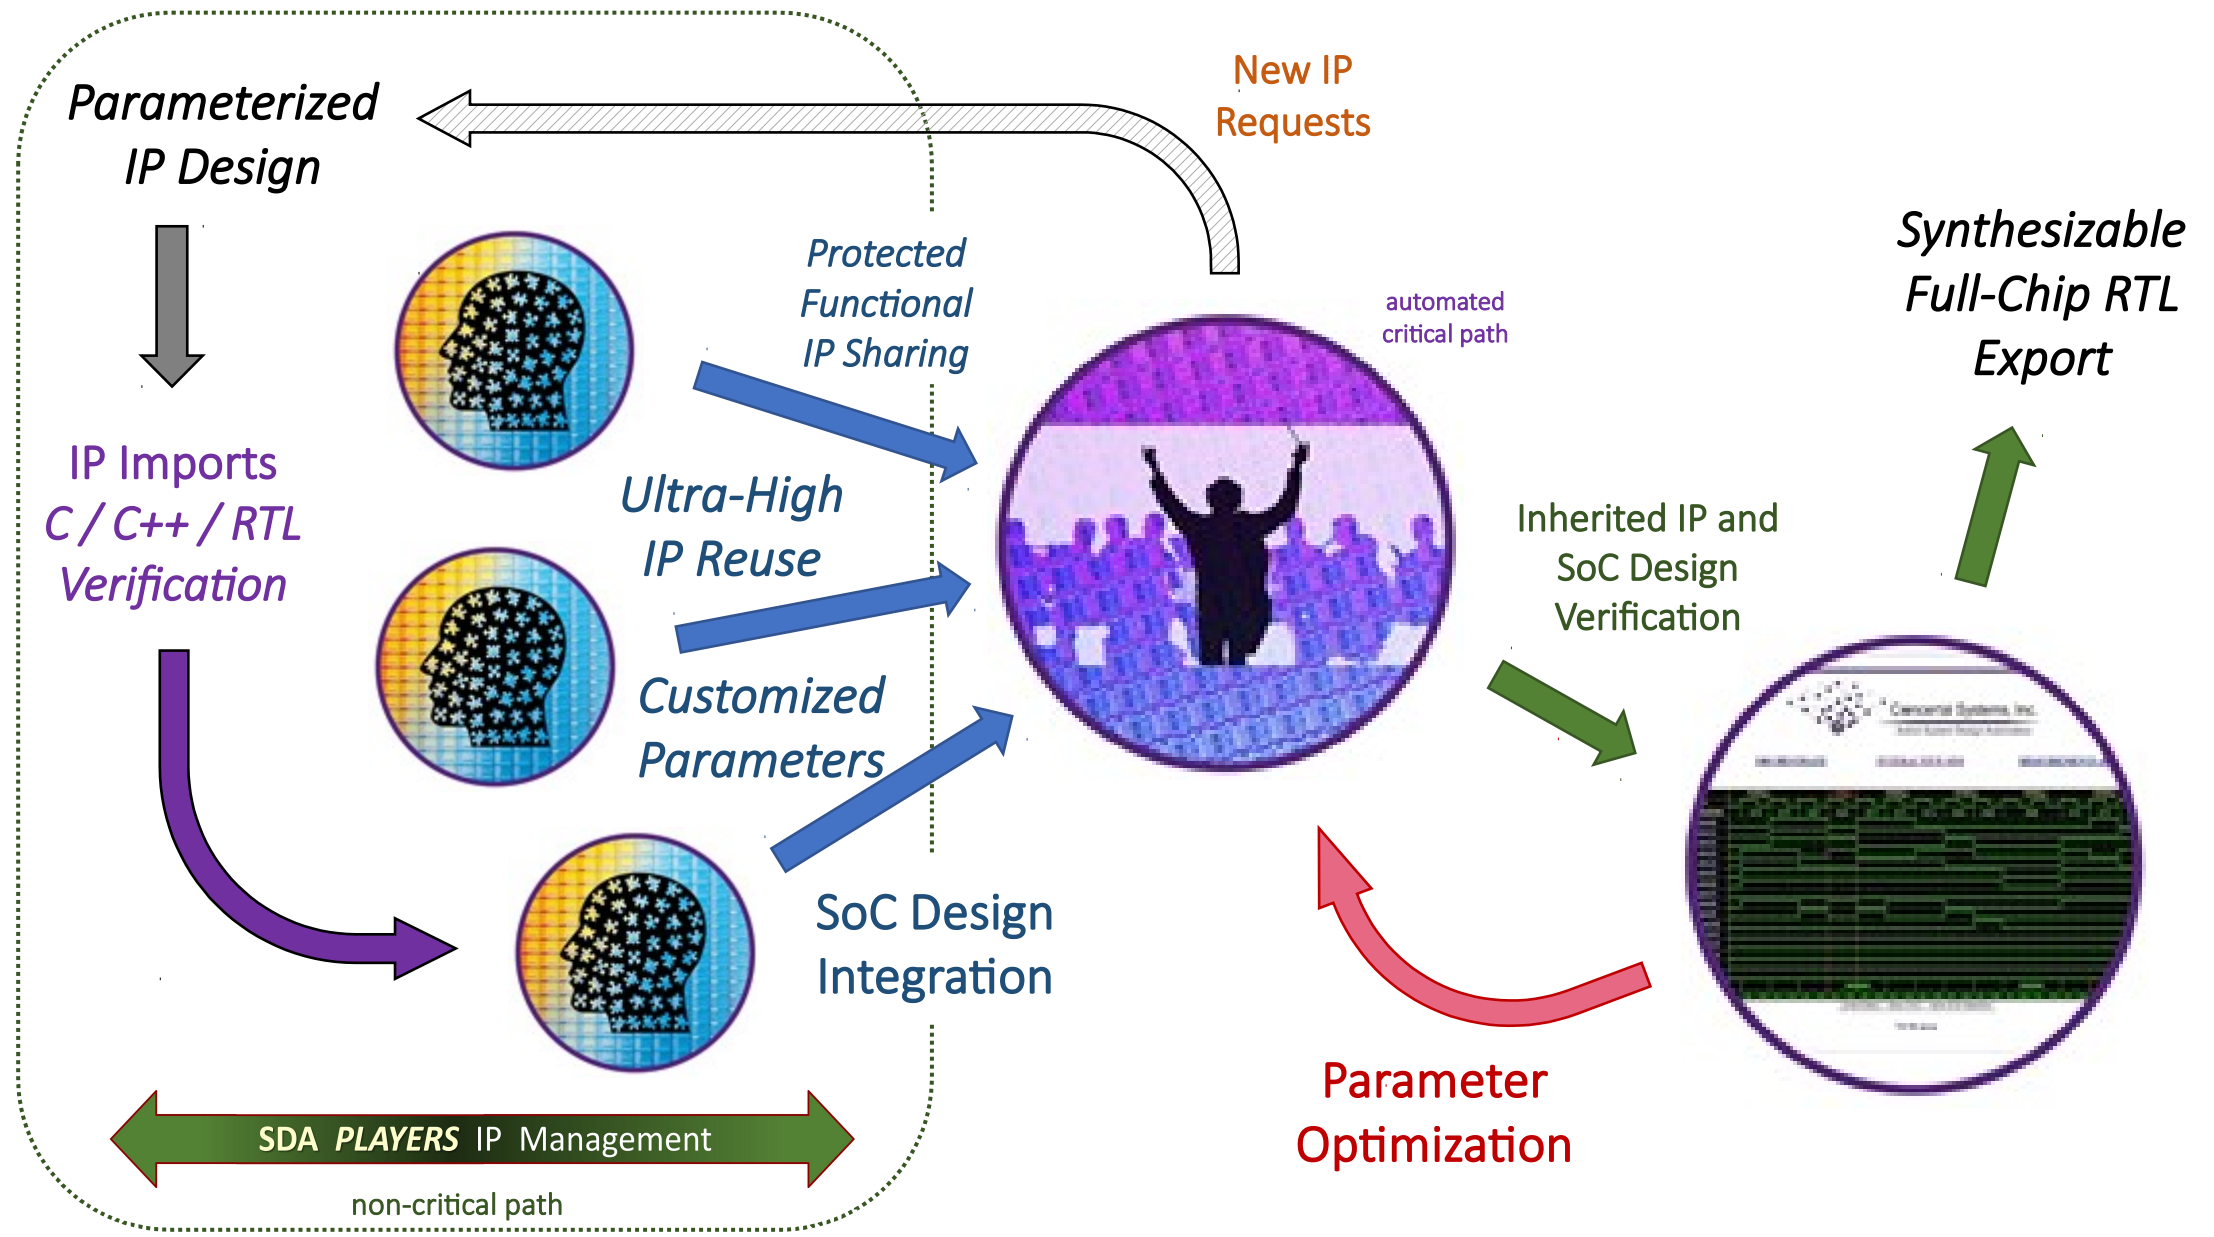 Parameterized
IP Design
New IP
Requests
Protected
Functional
IP Sharing
automated
critical path
Synthesizable
Full-Chip RTL
Export
IP Imports
C / C++ / RTL
Verification
Ultra-High
IP Reuse
Inherited IP and
SoC Design
Verification
Customized
Parameters
SoC Design
Integration
Parameter
Optimization
SDA PLAYERS IP Management
non-critical path
Systems, Inc.